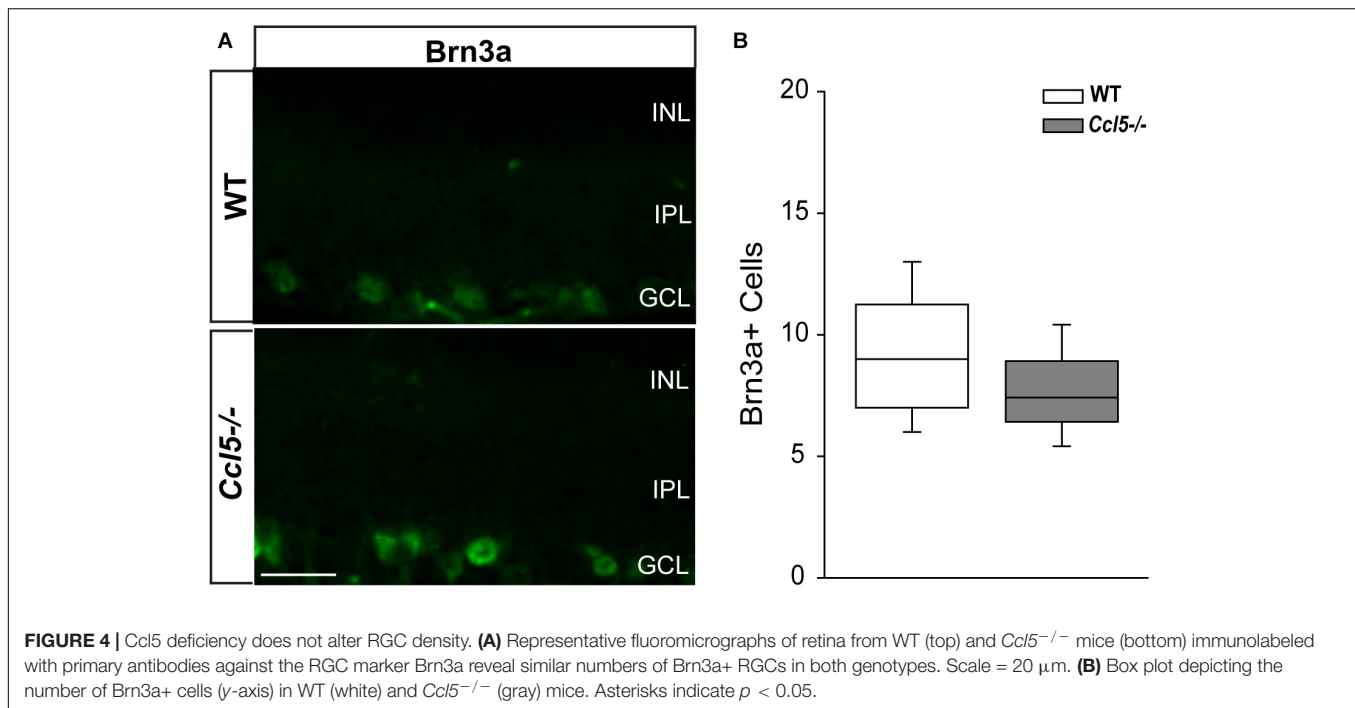 A
Brn3a
WT
INL
IPL
GCL
Ccl5-/-
INL
IPL
GCL
B
Brn3a+ Cells
20
15
10
5
0
WT
Ccl5-/-
FIGURE 4 | Ccl5 deficiency does not alter RGC density. (A) Representative fluoromicrographs of retina from WT (top) and Ccl5−/− mice (bottom) immunolabeled
with primary antibodies against the RGC marker Brn3a reveal similar numbers of Brn3a+ RGCs in both genotypes. Scale = 20 μm. (B) Box plot depicting the
number of Brn3a+ cells (y-axis) in WT (white) and Ccl5−/− (gray) mice. Asterisks indicate p < 0.05.